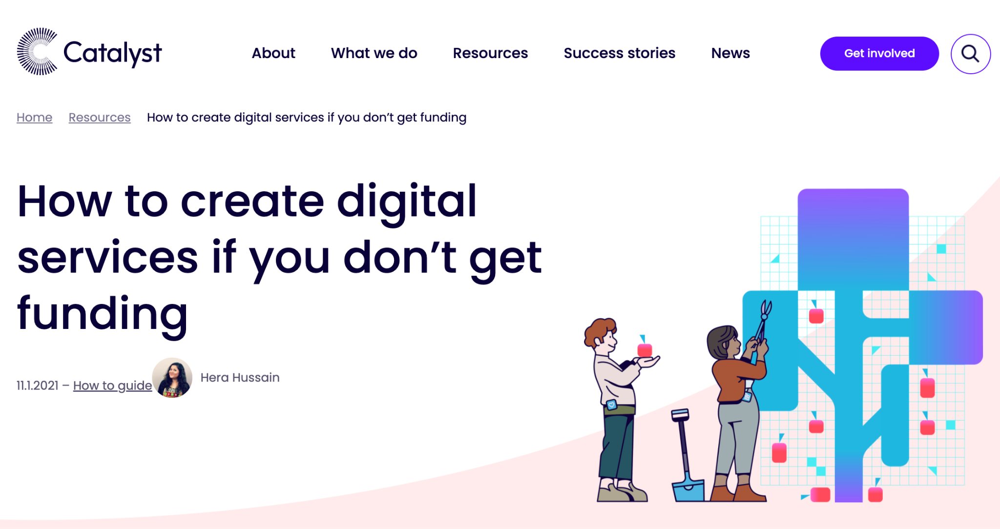 Catalyst
About
What we do
Resources
Success stories
News
Get involved
Home
Resources
How to create digital services if you don’t get funding
How to create digital
services if you don’t get
funding
11.1.2021 – How to guide
Hera Hussain